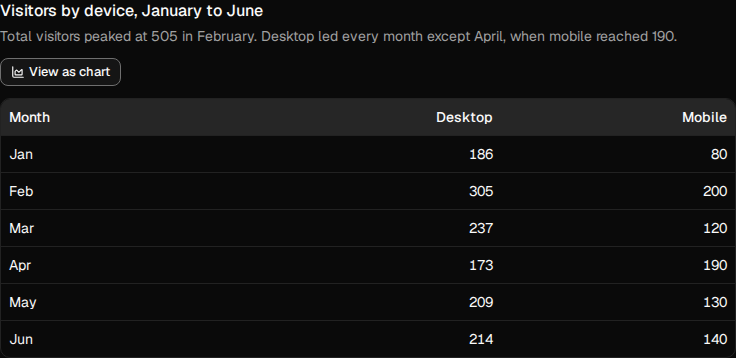 Visitors by device, January to June
Total visitors peaked at 505 in February. Desktop led every month except April, when mobile reached 190.
View as chart
Month Desktop Mobile
Jan 186 80
Feb 305 200
Mar 237 120
Apr 173 190
May 209 130
Jun 214 140